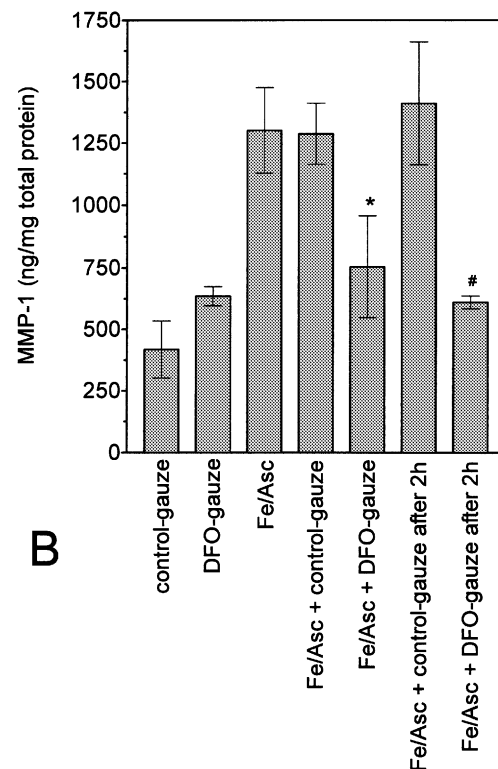 MMP-1 (ng/mg total protein)
1750
1500
1250
1000
750
500
250
0
*
#
control-gauze
DFO-gauze
Fe/Asc
Fe/Asc + control-gauze
Fe/Asc + DFO-gauze
Fe/Asc + control-gauze after 2h
Fe/Asc + DFO-gauze after 2h
B